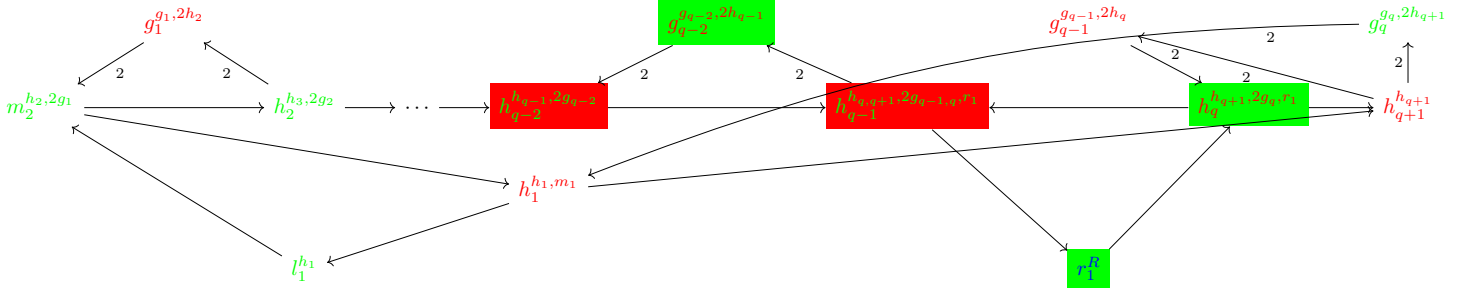 g_1^{g_1,2h_2} g_{q-2}^{g_{q-2},2h_{q-1}} g_{q-1}^{g_{q-1},2h_q} g_q^{g_q,2h_{q+1}}
2
2 2 2 2 2 2
2
m_2^{h_2,2g_1} h_2^{h_3,2g_2} ⋯ h_{q-2}^{h_{q-1},2g_{q-2}} h_{q-1}^{h_{q,q+1},2g_{q-1,q},r_1} h_q^{h_{q+1},2g_q,r_1} h_{q+1}^{h_{q+1}}
h_1^{h_1,m_1}
l_1^{h_1} r_1^R